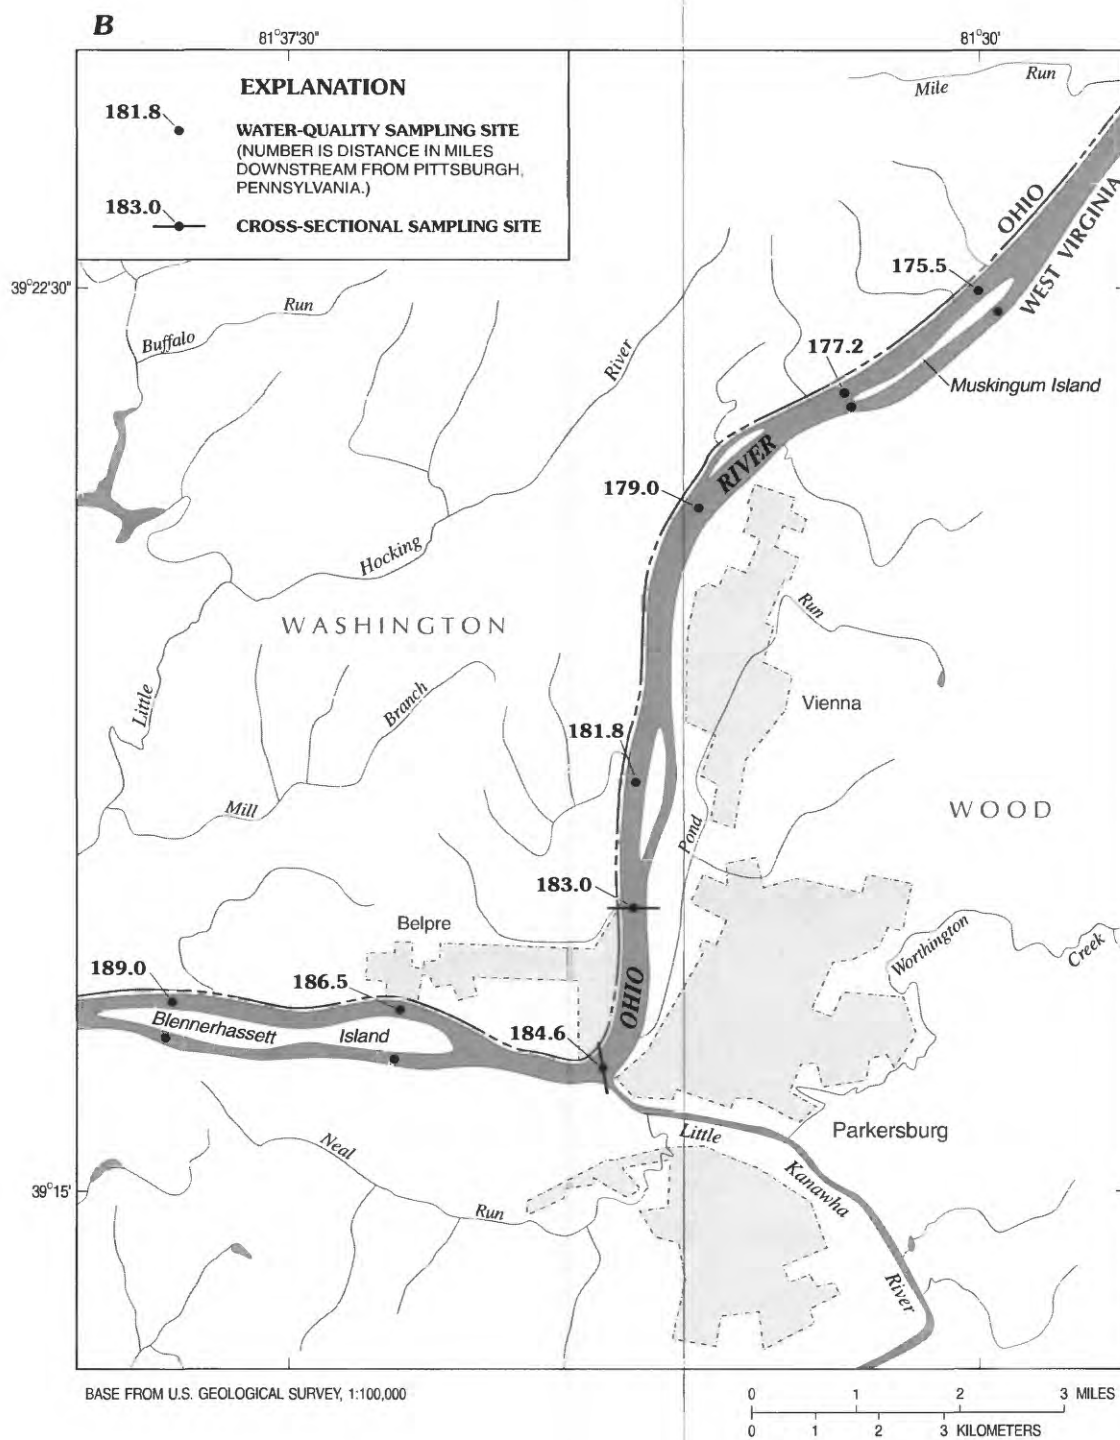 B
81°37'30"
81°30'
EXPLANATION
181.8
WATER-QUALITY SAMPLING SITE
(NUMBER IS DISTANCE IN MILES
DOWNSTREAM FROM PITTSBURGH,
PENNSYLVANIA.)
183.0
CROSS-SECTIONAL SAMPLING SITE
Mile
Run
OHIO
WEST VIRGINIA
175.5
39°22'30"
Buffalo
Run
River
177.2
Muskingum Island
RIVER
179.0
Hocking
WASHINGTON
Run
Little
Branch
Vienna
181.8
Mill
Pond
WOOD
183.0
Belpre
Worthington
Creek
189.0
186.5
OHIO
Blennerhassett
Island
184.6
Parkersburg
Little
Kanawha
River
Neal
Run
39°15'
BASE FROM U.S. GEOLOGICAL SURVEY, 1:100,000
0 1 2 3 MILES
0 1 2 3 KILOMETERS